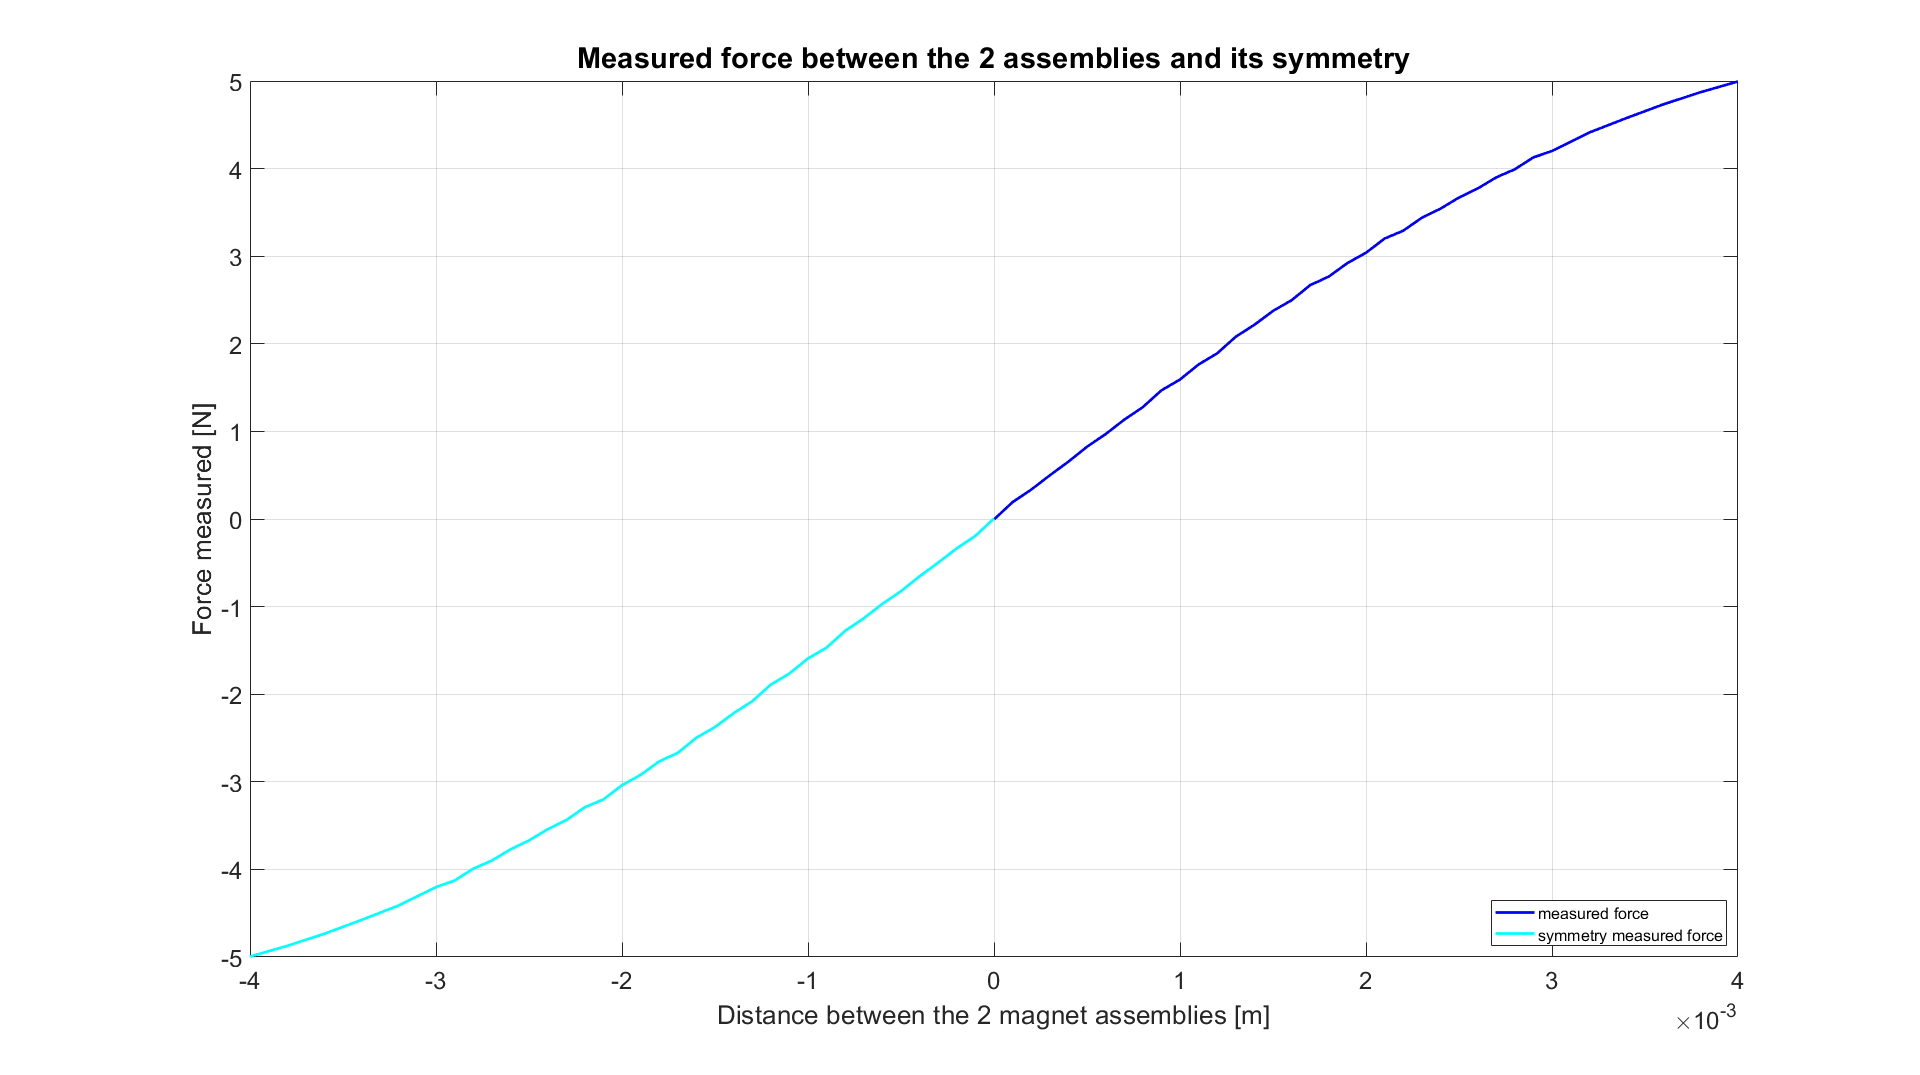 Measured force between the 2 assemblies and its symmetry
5
4
3
2
1
0
-1
-2
-3
-4
-5
Force measured [N]
measured force
symmetry measured force
-4 -3 -2 -1 0 1 2 3 4
Distance between the 2 magnet assemblies [m]
×10^-3